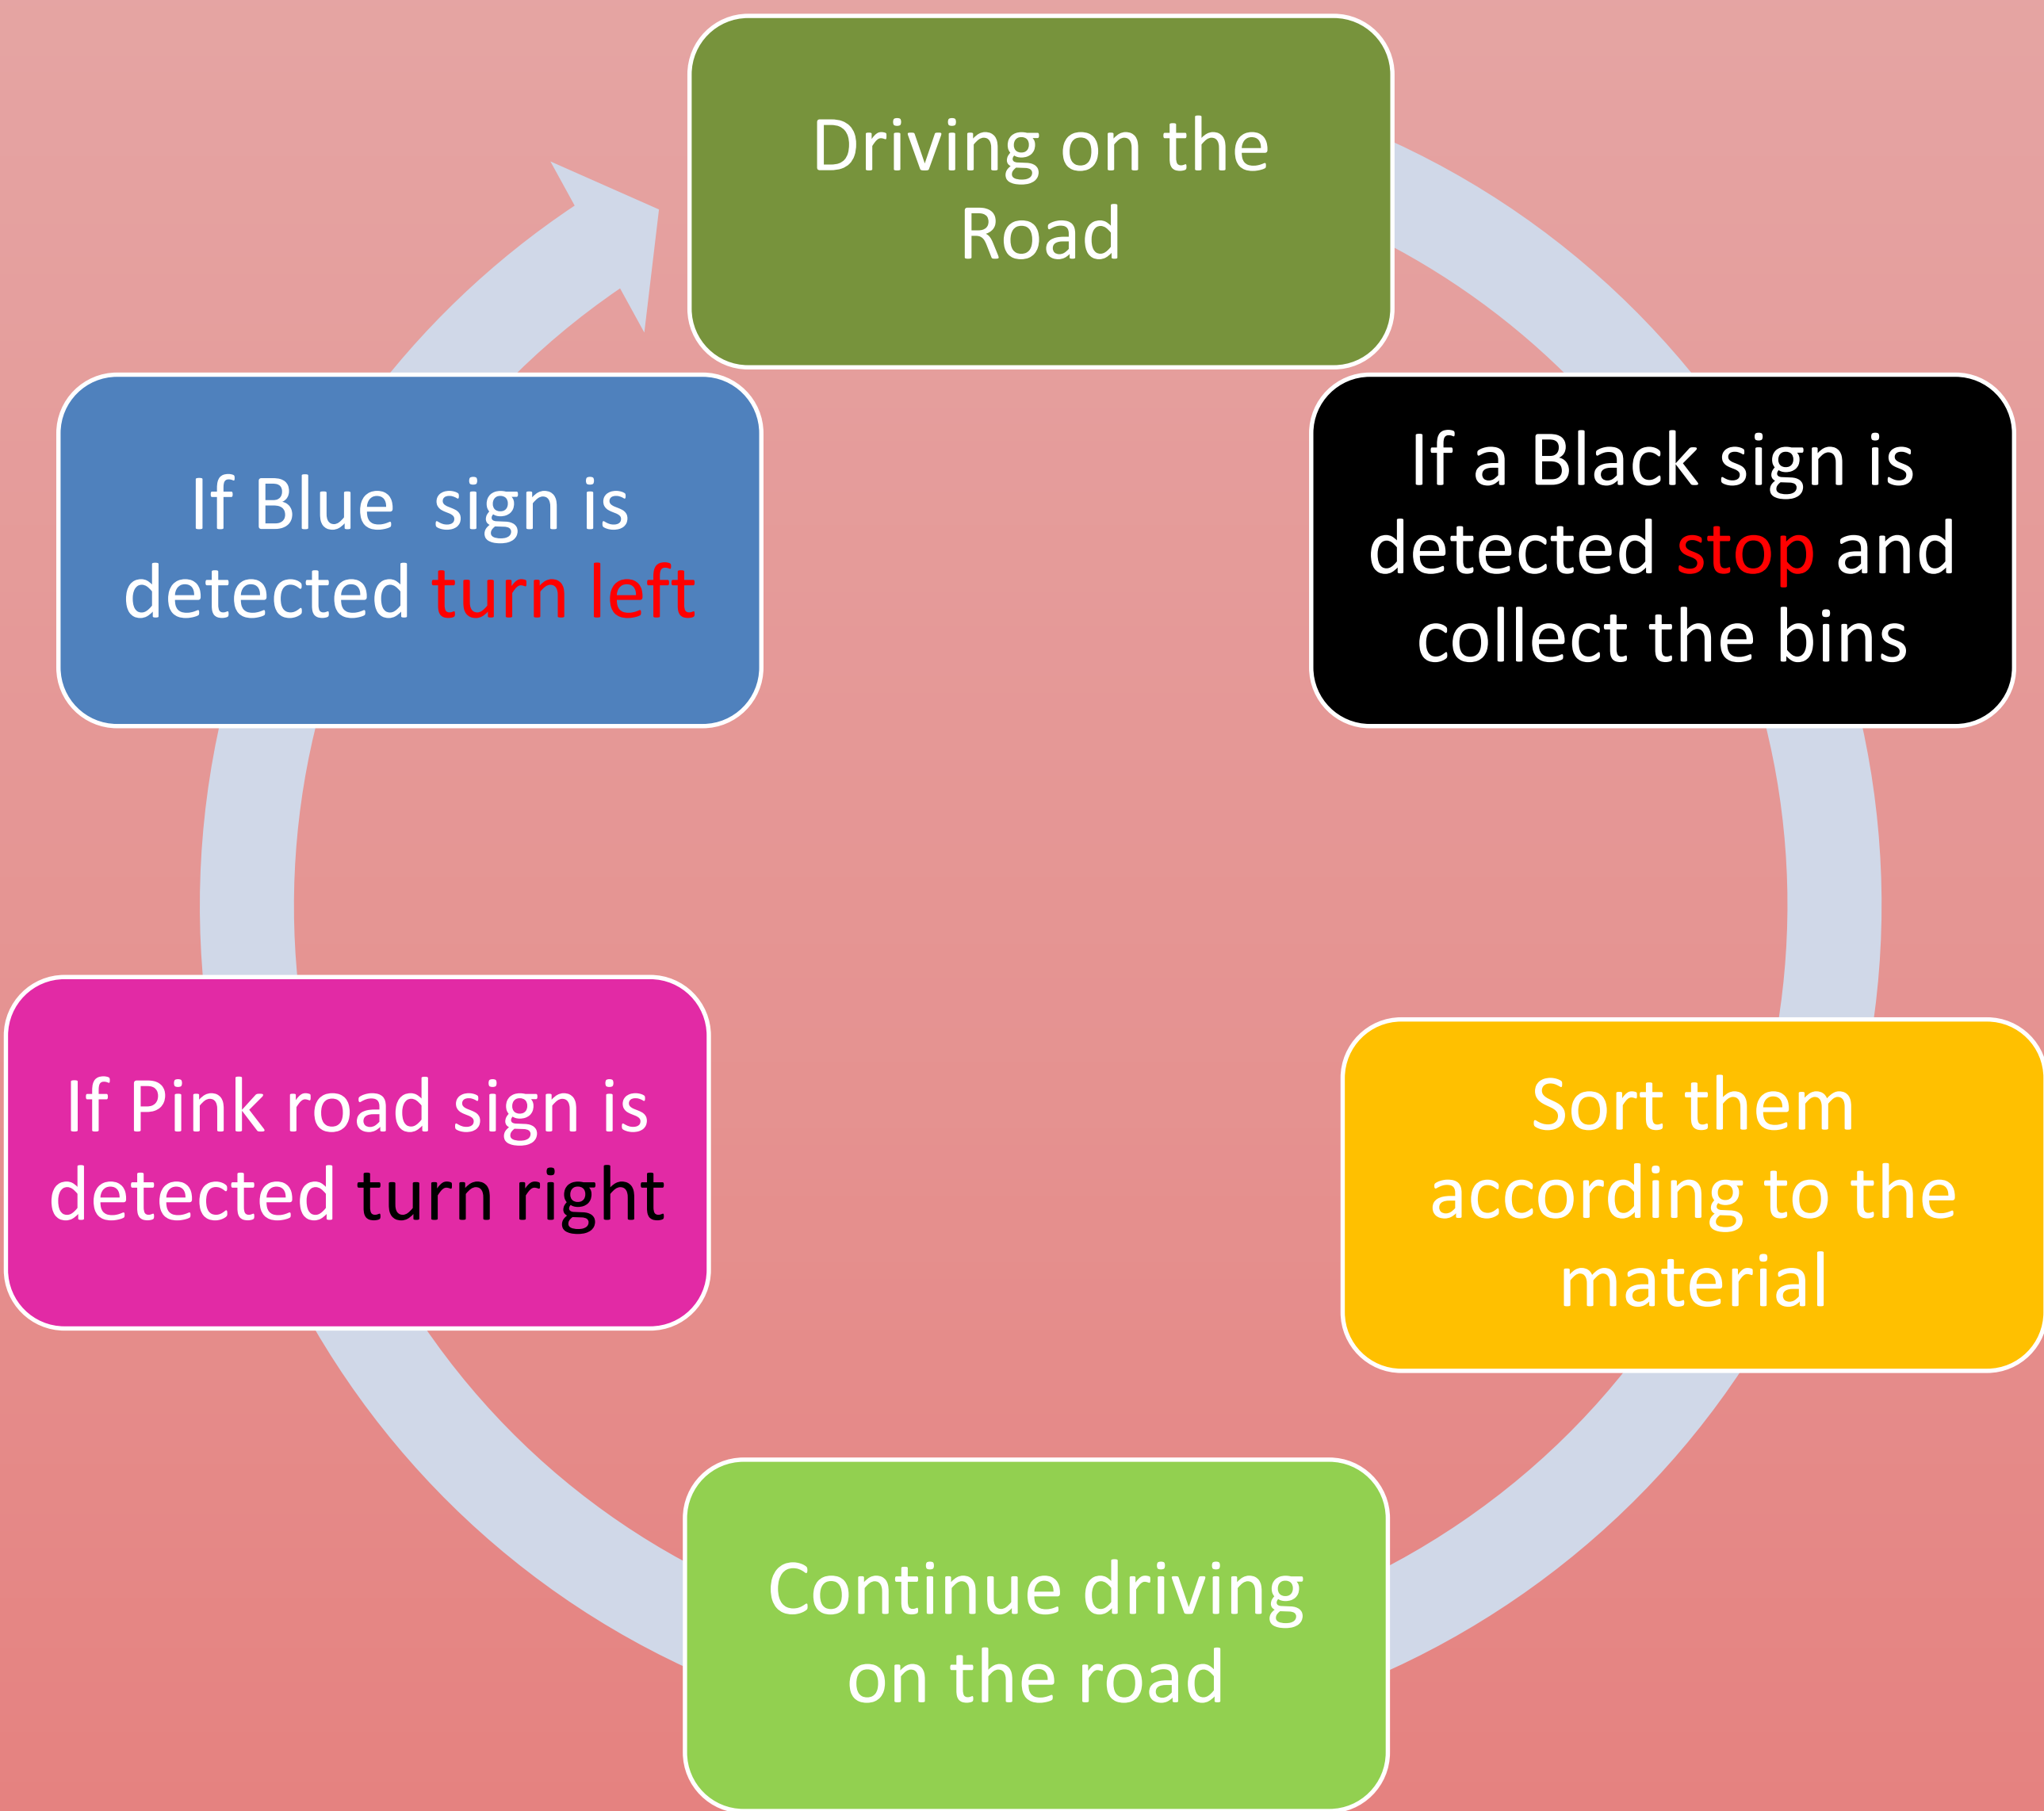 Driving on the
Road
If a Black sign is
detected stop and
collect the bins
Sort them
according to the
material
Continue driving
on the road
If Pink road sign is
detected turn right
If Blue  sign is
detected turn left